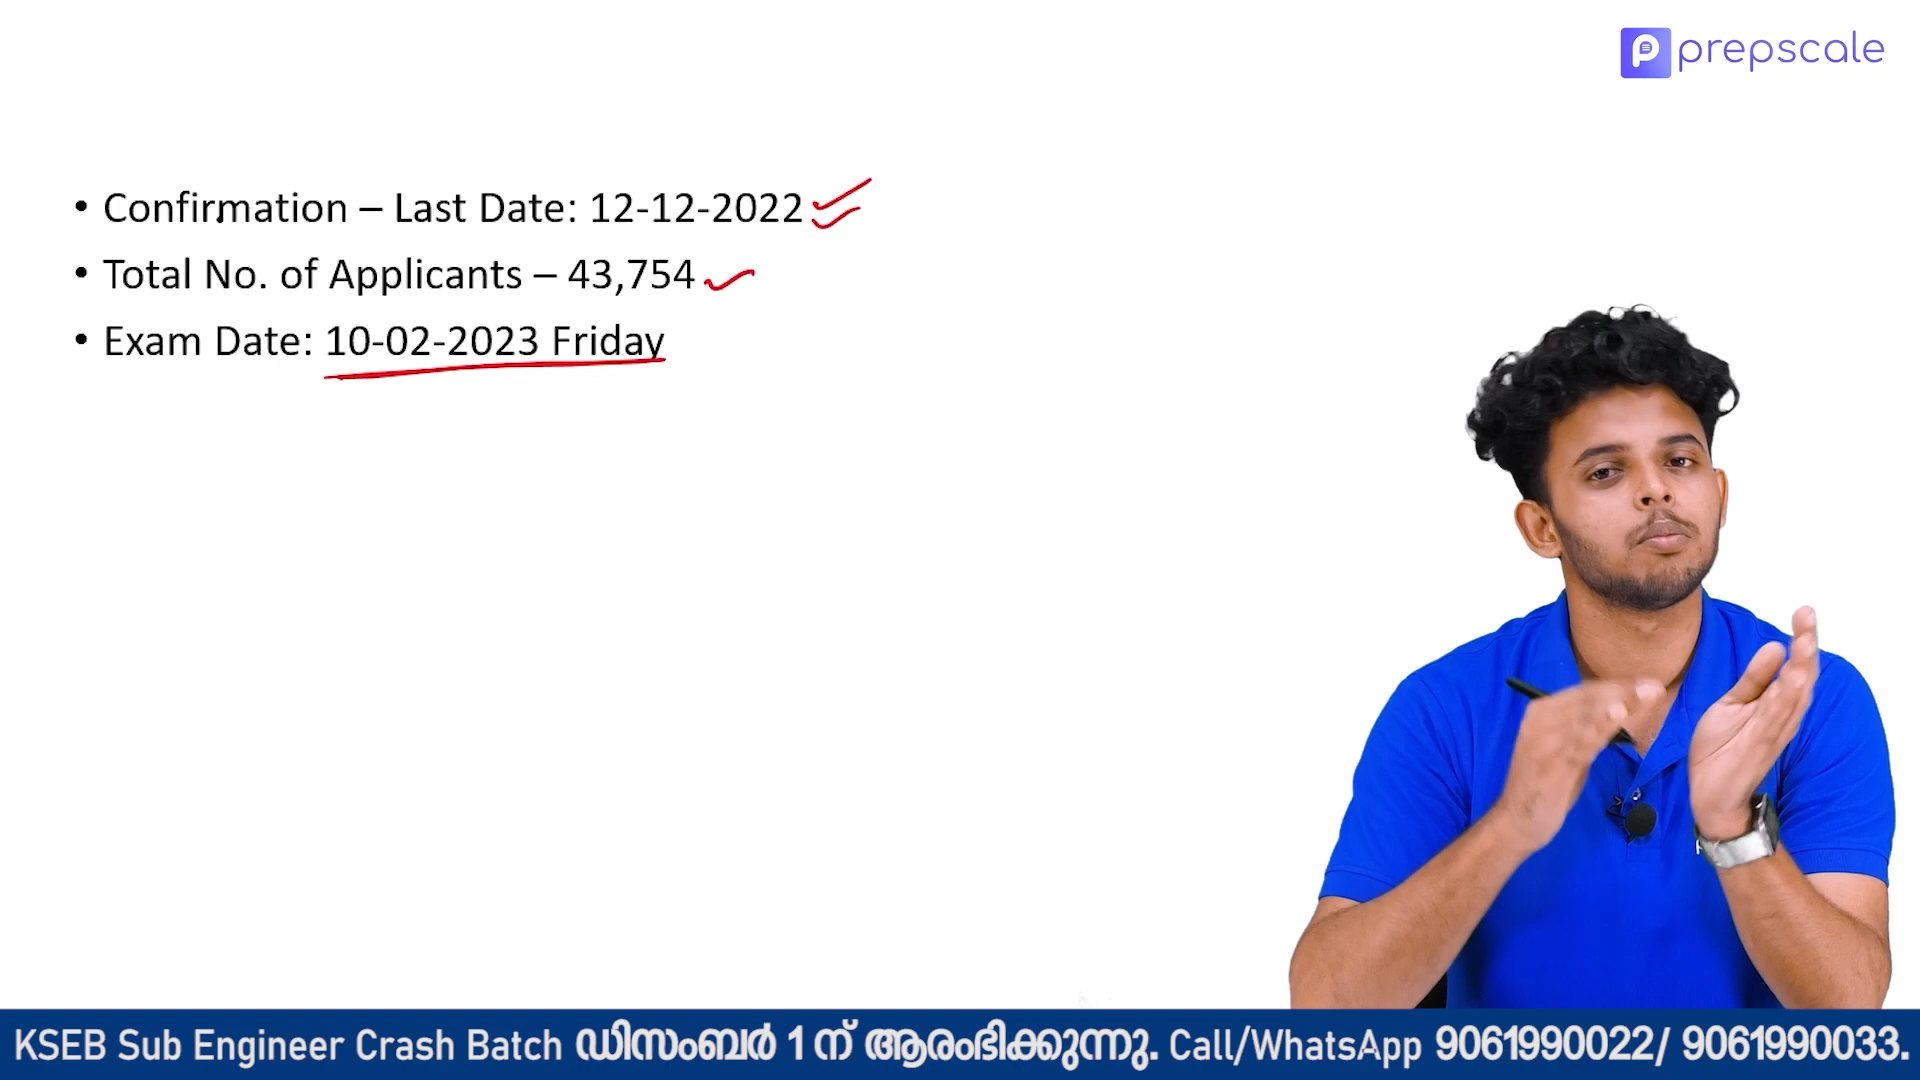 prepscale
• Confirmation – Last Date: 12-12-2022
• Total No. of Applicants – 43,754
• Exam Date: 10-02-2023 Friday
KSEB Sub Engineer Crash Batch ഡിസംബർ 1 ന് ആരംഭിക്കുന്നു. Call/WhatsApp 9061990022/ 9061990033.